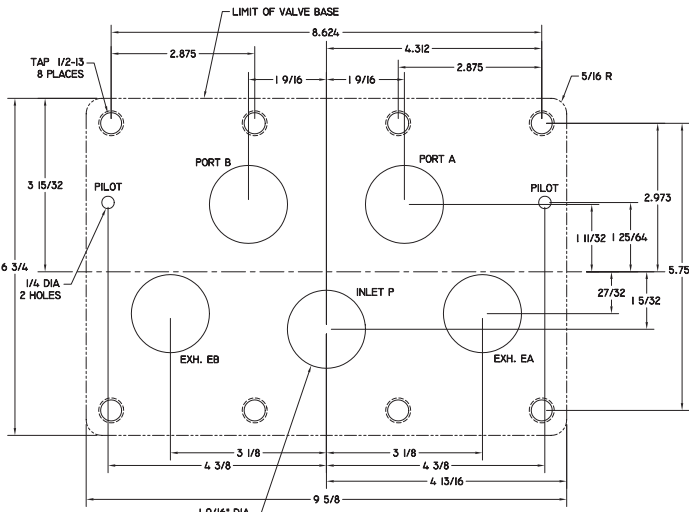 LIMIT OF VALVE BASE
8.624
4.312
2.875
2.875
TAP 1/2-13
8 PLACES
1 9/16
1 9/16
5/16 R
PORT B
PORT A
3 15/32
PILOT
PILOT
2.973
1 11/32
1 25/64
6 3/4
5.75
1/4 DIA
2 HOLES
27/32
1 5/32
INLET P
EXH. EB
EXH. EA
3 1/8
3 1/8
4 3/8
4 3/8
4 13/16
9 5/8
1 9/16" DIA